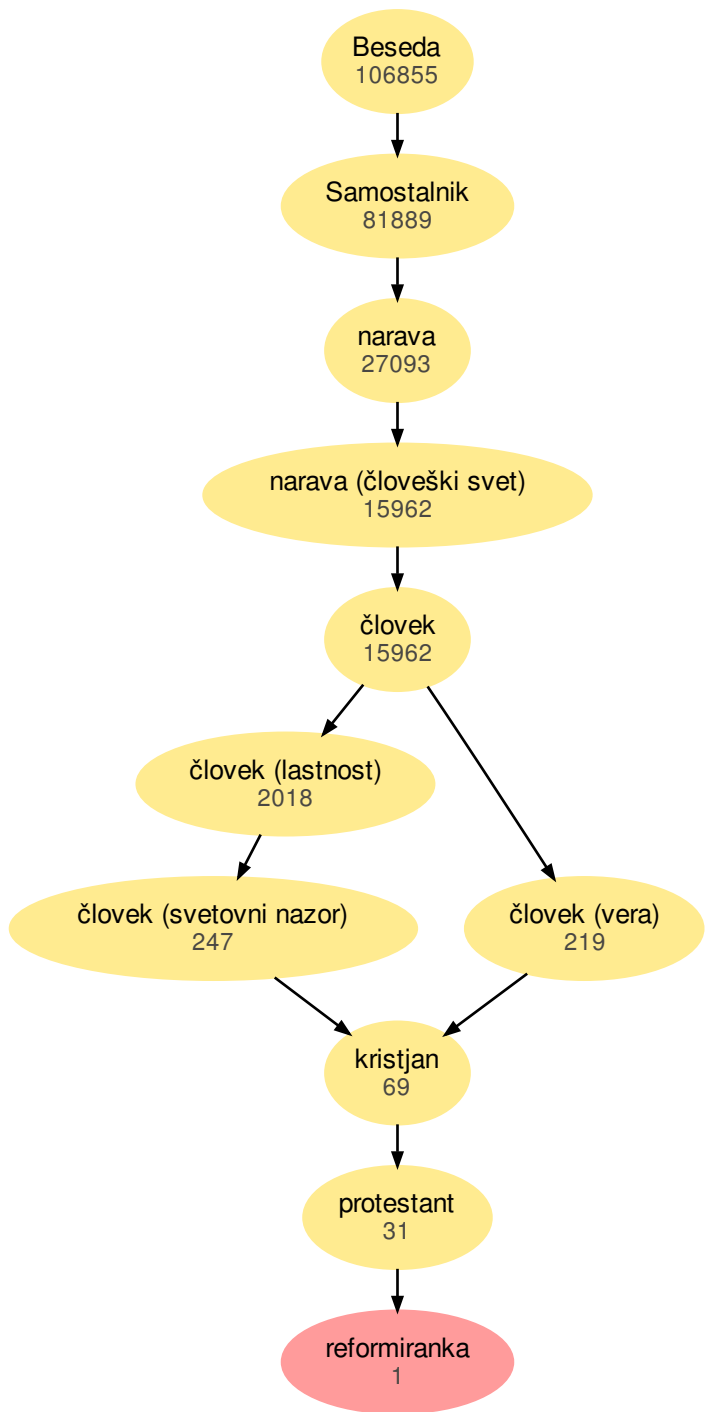 Beseda
106855
Samostalnik
81889
narava
27093
narava (človeški svet)
15962
človek
15962
človek (lastnost)
2018
človek (svetovni nazor)
247
človek (vera)
219
kristjan
69
protestant
31
reformiranka
1